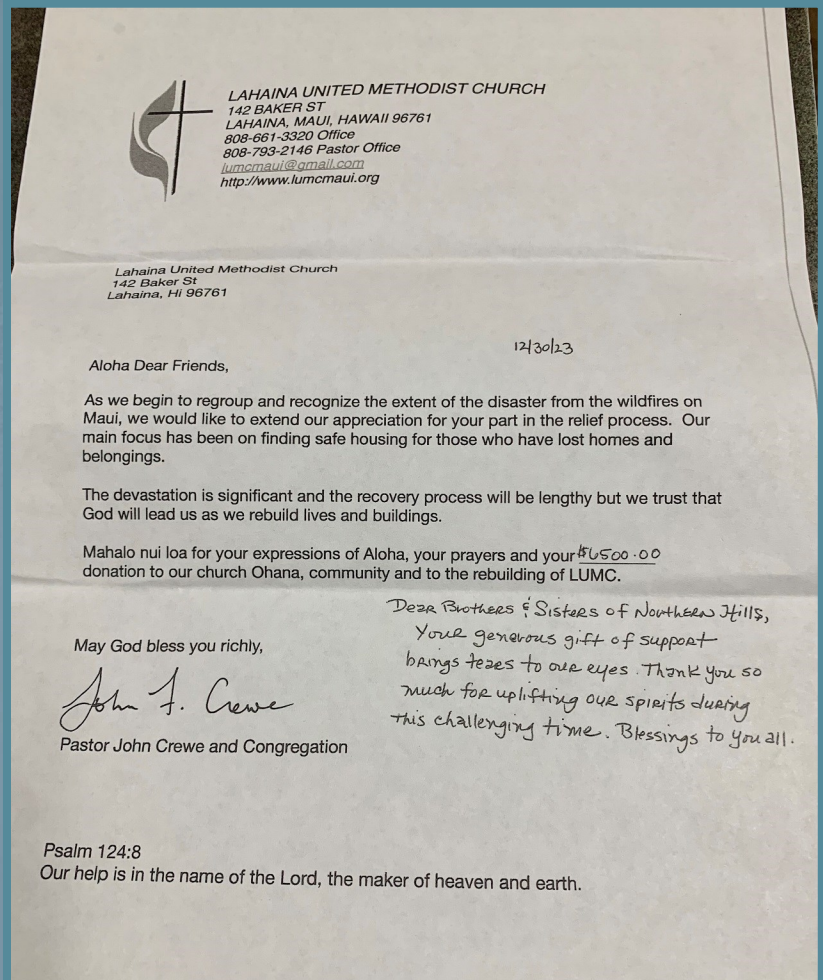 LAHAINA UNITED METHODIST CHURCH
142 BAKER ST
LAHAINA, MAUI, HAWAII 96761
808-661-3320 Office
808-793-2146 Pastor Office
lumcmaui@gmail.com
http://www.lumcmaui.org
Lahaina United Methodist Church
142 Baker St
Lahaina, Hi 96761
12/30/23
Aloha Dear Friends,
As we begin to regroup and recognize the extent of the disaster from the wildfires on
Maui, we would like to extend our appreciation for your part in the relief process. Our
main focus has been on finding safe housing for those who have lost homes and
belongings.
The devastation is significant and the recovery process will be lengthy but we trust that
God will lead us as we rebuild lives and buildings.
Mahalo nui loa for your expressions of Aloha, your prayers and your $6500.00
donation to our church Ohana, community and to the rebuilding of LUMC.
Dear Brothers & Sisters of Northern Hills,
Your generous gift of support
brings teaes to our eyes. Thank you so
much for uplifting our spirits during
this challenging time. Blessings to you all.
May God bless you richly,
John F. Crewe
Pastor John Crewe and Congregation
Psalm 124:8
Our help is in the name of the Lord, the maker of heaven and earth.